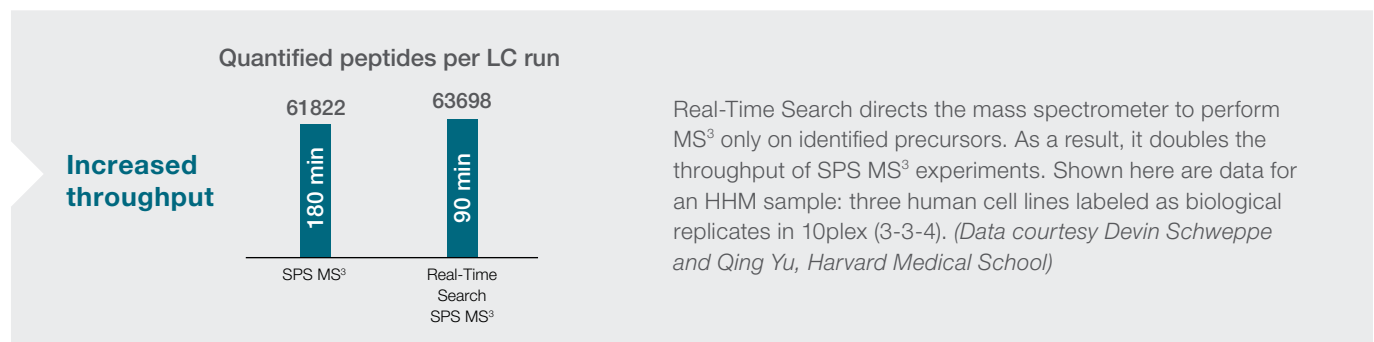 Increased
throughput
Quantified peptides per LC run
61822
63698
180 min
90 min
SPS MS³
Real-Time
Search
SPS MS³
Real-Time Search directs the mass spectrometer to perform
MS³ only on identified precursors. As a result, it doubles the
throughput of SPS MS³ experiments. Shown here are data for
an HHM sample: three human cell lines labeled as biological
replicates in 10plex (3-3-4). (Data courtesy Devin Schweppe
and Qing Yu, Harvard Medical School)